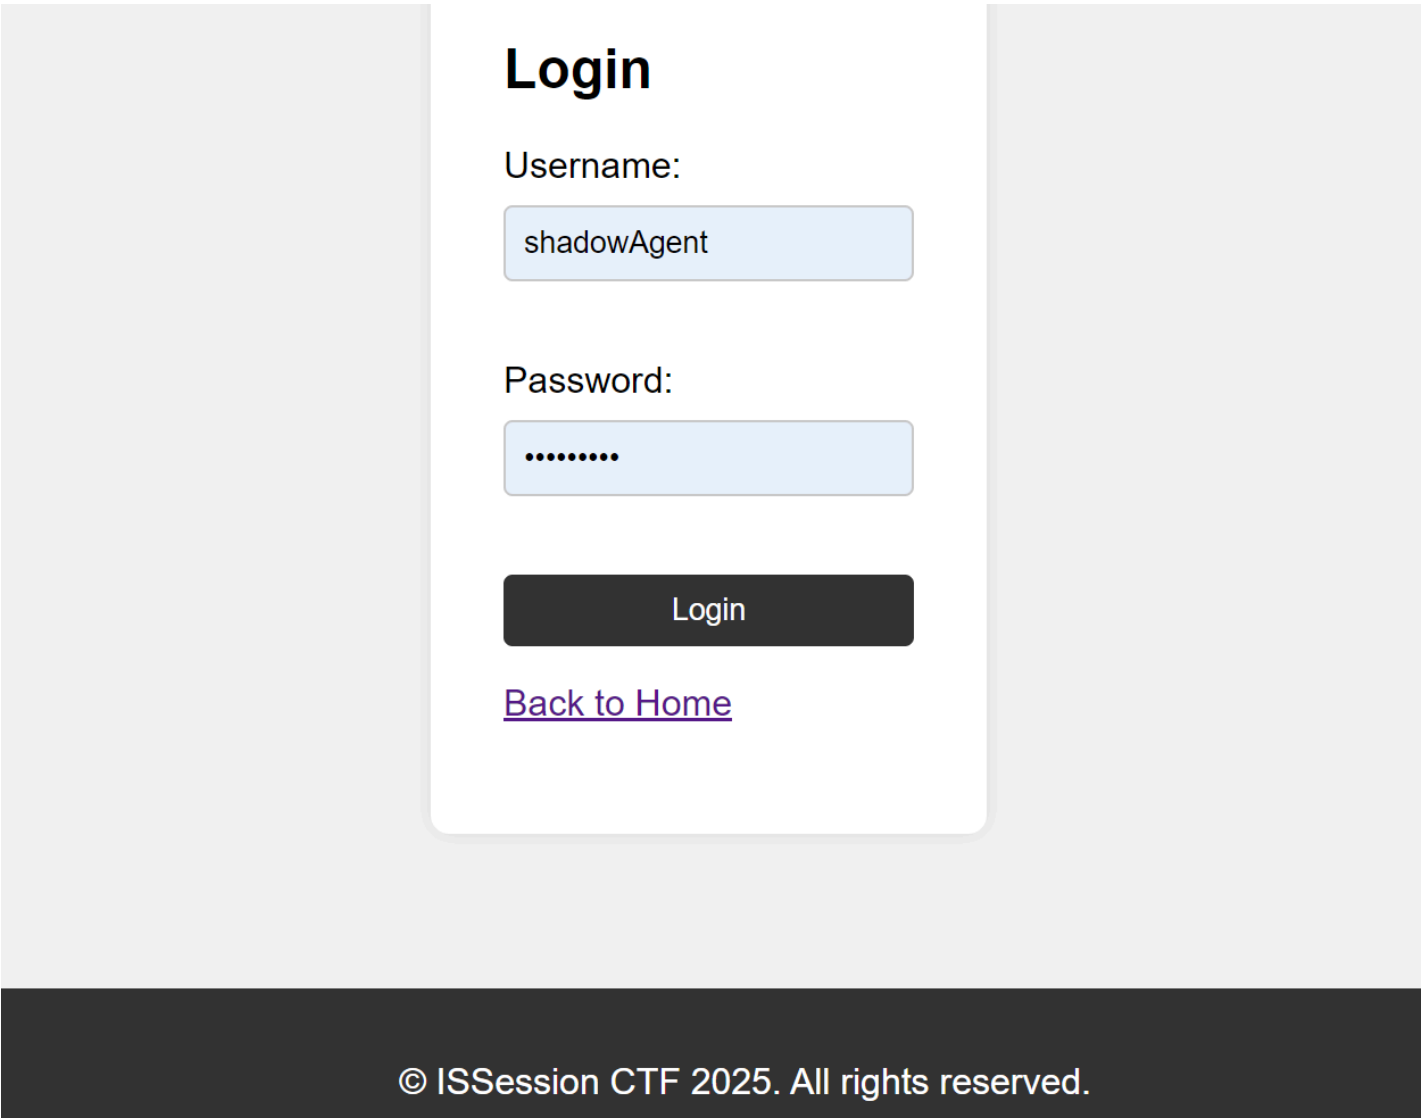 Login
Username:
shadowAgent
Password:
•••••••••
Login
Back to Home
© ISSession CTF 2025. All rights reserved.